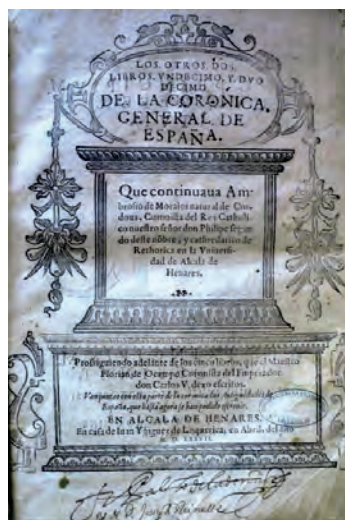 LOS OTROS DOS
LIBROS VNDECIMO, Y DVO
DECIMO
DE LA CORONICA
GENERAL DE
ESPAÑA.
Que continuaua Am-
brosio de Morales natural de Cor-
doua, Coronista del Rey Catholi-
co nuestro señor don Philipe segun
do deste nõbre, y cathredatico de
Rethorica en la Vniuersi-
dad de Alcala de
Henares.
Prosiguiendo adelante de los cinco libros, que el Maestro
Florian de Ocampo Coronista del Emperador
don Carlos V. dexo escritos.
EN ALCALA DE HENARES.
En casa de Iuan Yñiguez de Lequerica, en Abril del año